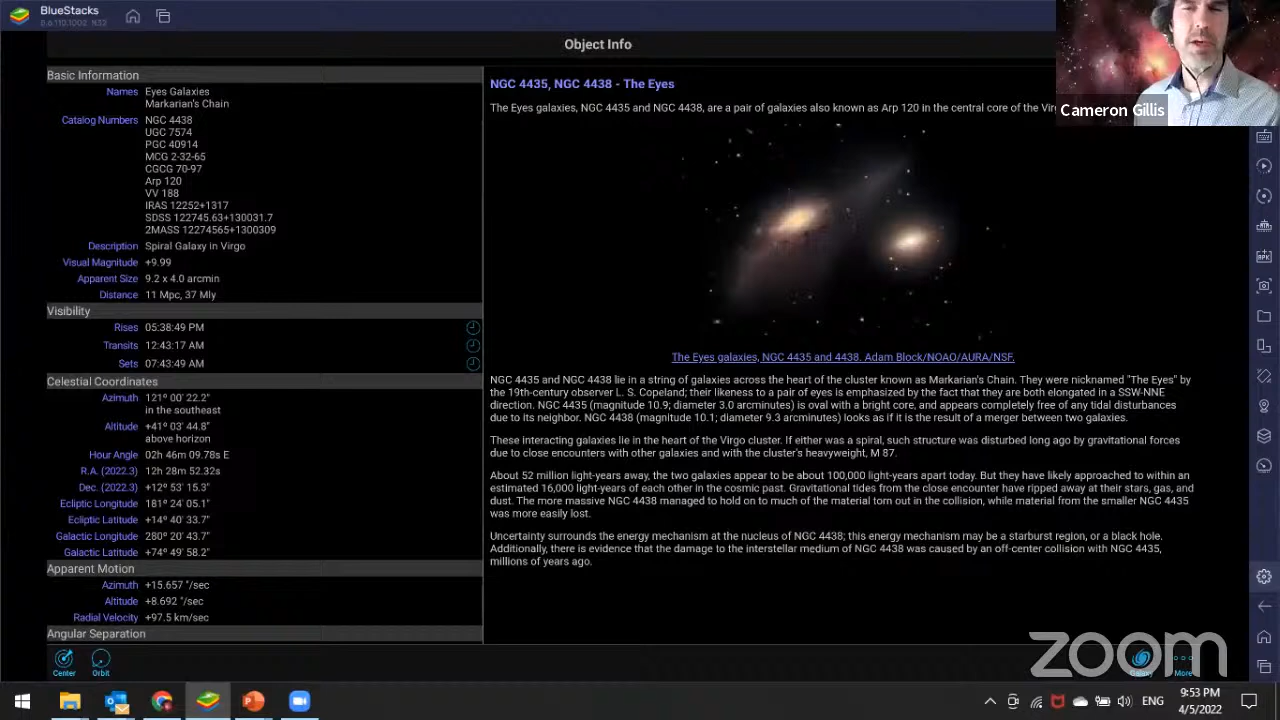 BlueStacks
5.6.110.1002 N32
Object Info
Cameron Gillis
Basic Information
Names Eyes Galaxies
Markarian's Chain
Catalog Numbers NGC 4438
UGC 7574
PGC 40914
MCG 2-32-65
CGCG 70-97
Arp 120
VV 188
IRAS 12252+1317
SDSS 122745.63+130031.7
2MASS 12274565+1300309
Description Spiral Galaxy in Virgo
Visual Magnitude +9.99
Apparent Size 9.2 x 4.0 arcmin
Distance 11 Mpc, 37 Mly
Visibility
Rises 05:38:49 PM
Transits 12:43:17 AM
Sets 07:43:49 AM
Celestial Coordinates
Azimuth 121° 00' 22.2"
in the southeast
Altitude +41° 03' 44.8"
above horizon
Hour Angle 02h 46m 09.78s E
R.A. (2022.3) 12h 28m 52.32s
Dec. (2022.3) +12° 53' 15.3"
Ecliptic Longitude 181° 24' 05.1"
Ecliptic Latitude +14° 40' 33.7"
Galactic Longitude 280° 20' 43.7"
Galactic Latitude +74° 49' 58.2"
Apparent Motion
Azimuth +15.657 "/sec
Altitude +8.692 "/sec
Radial Velocity +97.5 km/sec
Angular Separation
NGC 4435, NGC 4438 - The Eyes
The Eyes galaxies, NGC 4435 and NGC 4438, are a pair of galaxies also known as Arp 120 in the central core of the
The Eyes galaxies, NGC 4435 and 4438. Adam Block/NOAO/AURA/NSF.
NGC 4435 and NGC 4438 lie in a string of galaxies across the heart of the cluster known as Markarian's Chain. They were nicknamed "The Eyes" by
the 19th-century observer L. S. Copeland; their likeness to a pair of eyes is emphasized by the fact that they are both elongated in a SSW-NNE
direction. NGC 4435 (magnitude 10.9; diameter 3.0 arcminutes) is oval with a bright core, and appears completely free of any tidal disturbances
due to its neighbor. NGC 4438 (magnitude 10.1; diameter 9.3 arcminutes) looks as if it is the result of a merger between two galaxies.
These interacting galaxies lie in the heart of the Virgo cluster. If either was a spiral, such structure was disturbed long ago by gravitational forces
due to close encounters with other galaxies and with the cluster's heavyweight, M 87.
About 52 million light-years away, the two galaxies appear to be about 100,000 light-years apart today. But they have likely approached to within an
estimated 16,000 light-years of each other in the cosmic past. Gravitational tides from the close encounter have ripped away at their stars, gas, and
dust. The more massive NGC 4438 managed to hold on to much of the material torn out in the collision, while material from the smaller NGC 4435
was more easily lost.
Uncertainty surrounds the energy mechanism at the nucleus of NGC 4438; this energy mechanism may be a starburst region, or a black hole.
Additionally, there is evidence that the damage to the interstellar medium of NGC 4438 was caused by an off-center collision with NGC 4435,
millions of years ago.
Center
Orbit
Galaxy
More
zoom
ENG
9:53 PM
4/5/2022